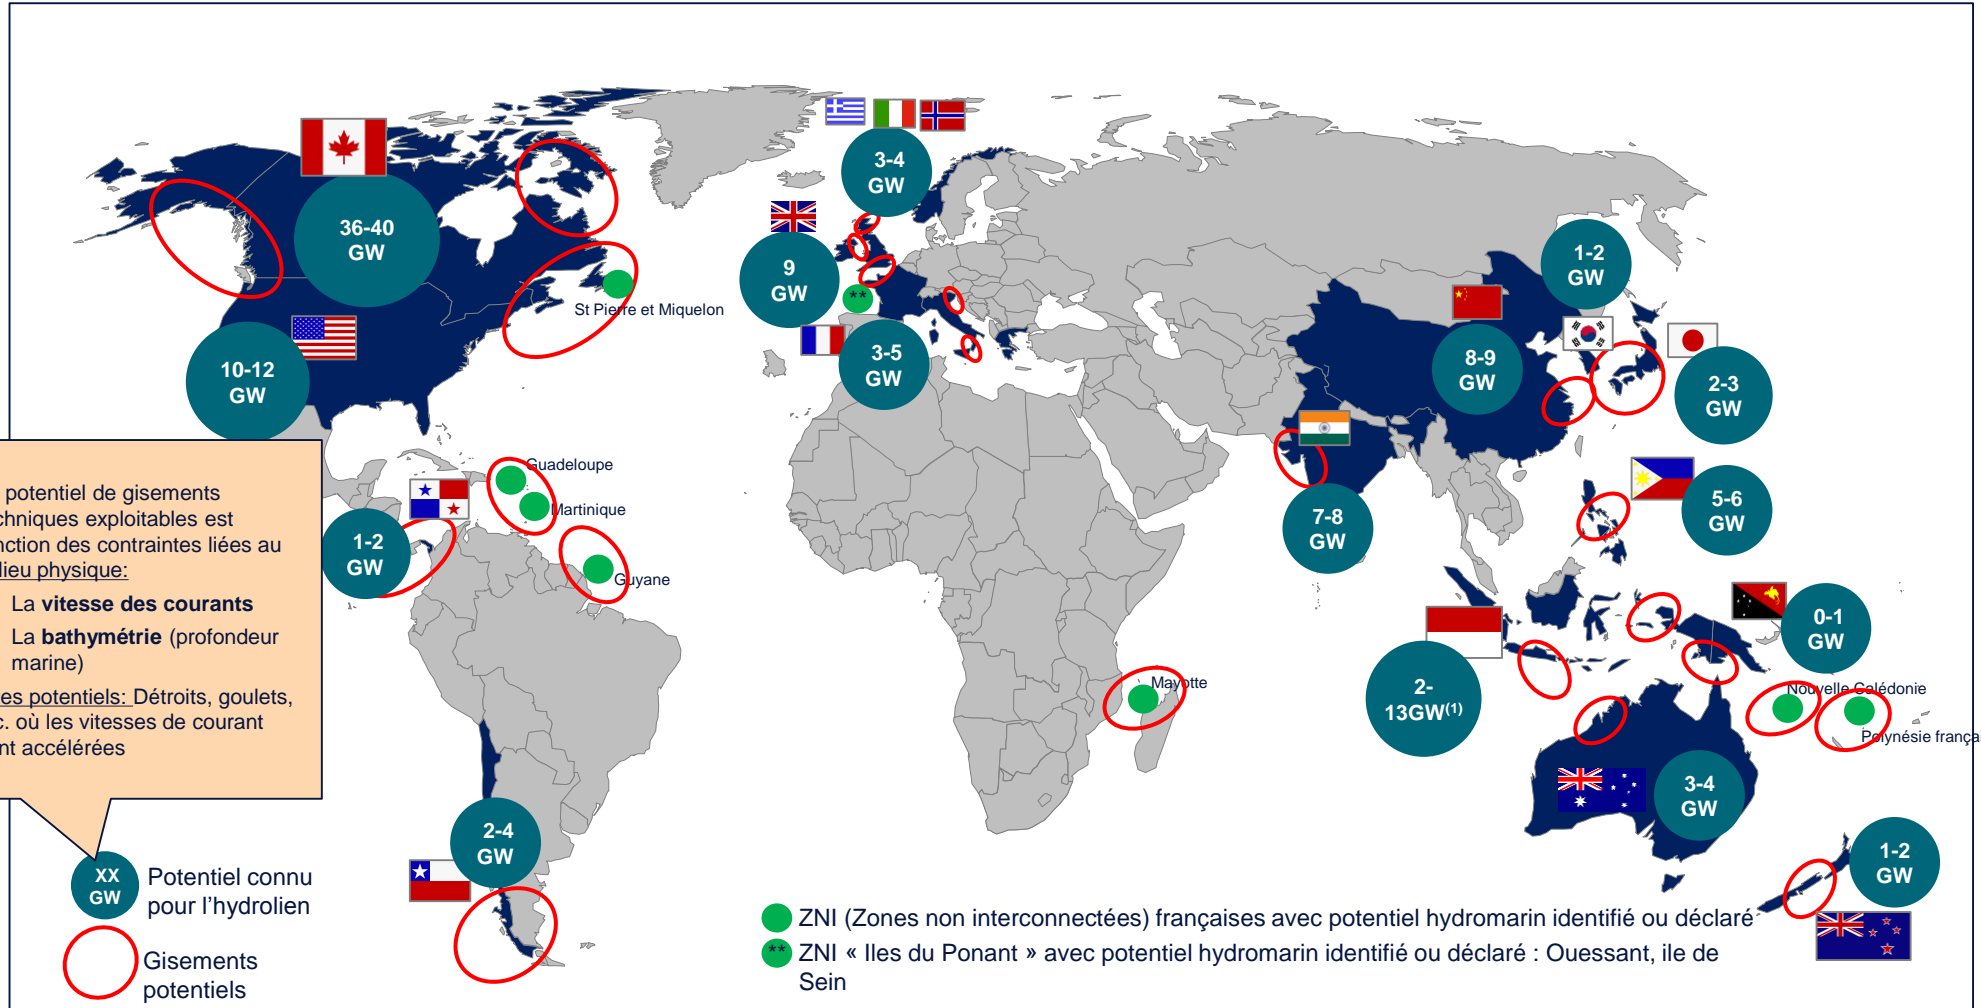 3-4
GW
36-40
GW
9
GW
**
St Pierre et Miquelon
1-2
GW
10-12
GW
3-5
GW
8-9
GW
2-3
GW
Guadeloupe
Martinique
Guyane
1-2
GW
7-8
GW
5-6
GW
potentiel de gisements
exploitables est
des contraintes liées au
physique:
La vitesse des courants
La bathymétrie (profondeur
marine)
potentiels: Détroits, goulets,
où les vitesses de courant
accélérées
0-1
GW
Mayotte
2-
13GW(1)
Nouvelle Calédonie
Polynésie
3-4
GW
2-4
GW
1-2
GW
XX
GW
Potentiel connu
pour l’hydrolien
Gisements
potentiels
ZNI (Zones non interconnectées) françaises avec potentiel hydromarin identifié ou déclaré
** ZNI « Iles du Ponant » avec potentiel hydromarin identifié ou déclaré : Ouessant, ile de
Sein